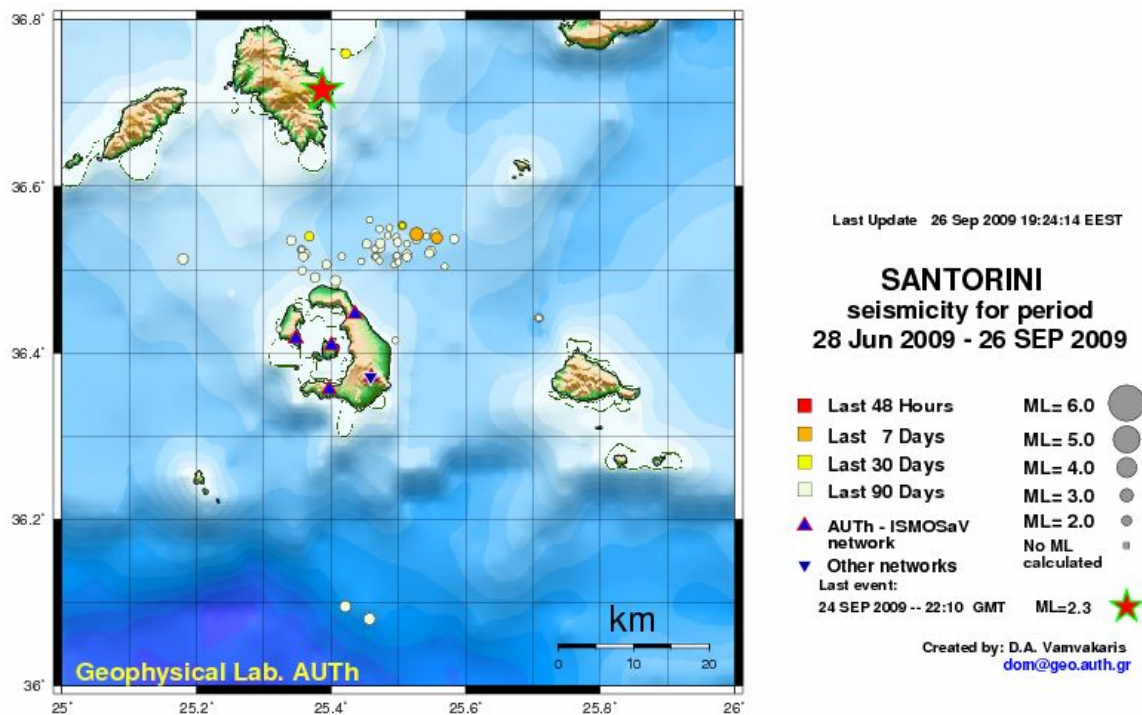 36.8
36.6
36.4
36.2
36
25
25.2
25.4
25.6
25.8
26
km
0 10 20
Geophysical Lab. AUTh
Last Update 26 Sep 2009 19:24:14 EEST
SANTORINI
seismicity for period
28 Jun 2009 - 26 SEP 2009
Last 48 Hours
Last 7 Days
Last 30 Days
Last 90 Days
AUTh - ISMOSaV
network
Other networks
ML= 6.0
ML= 5.0
ML= 4.0
ML= 3.0
ML= 2.0
No ML
calculated
Last event:
24 SEP 2009 -- 22:10 GMT ML=2.3
Created by: D.A. Vamvakaris
dom@geo.auth.gr